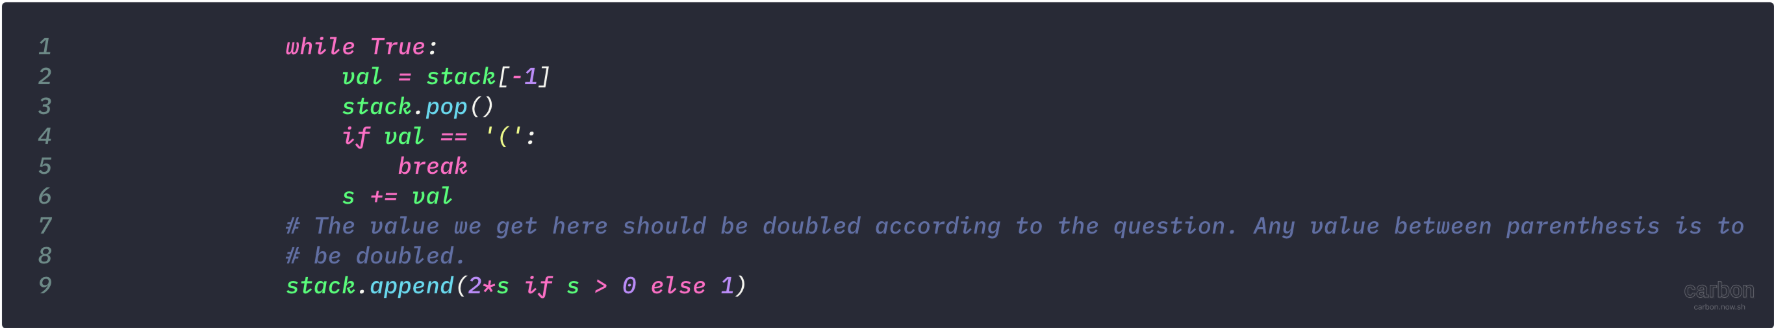 1 while True:
2 val = stack[-1]
3 stack.pop()
4 if val == '(':
5 break
6 s += val
7 # The value we get here should be doubled according to the question. Any value between parenthesis is to
8 # be doubled.
9 stack.append(2*s if s > 0 else 1)
carbon
carbon.now.sh